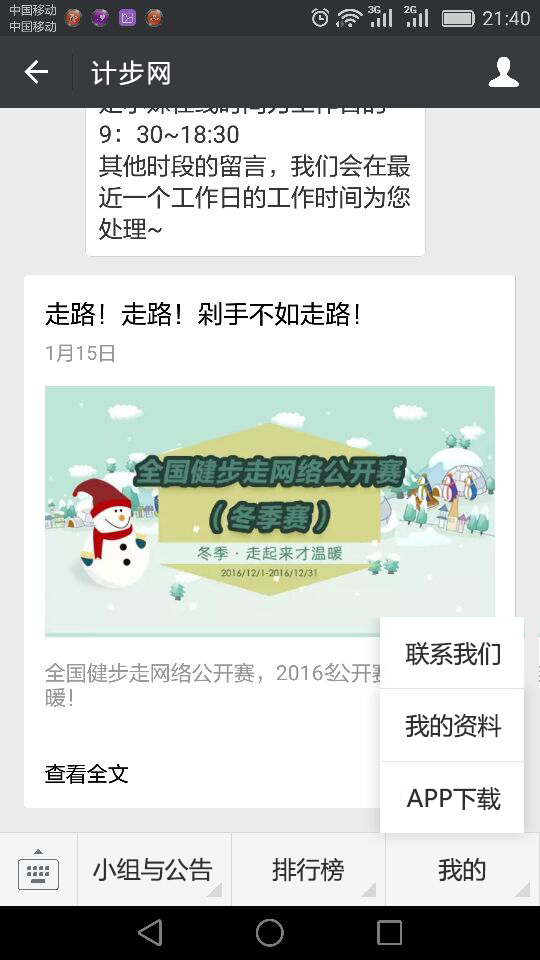 中国移动
中国移动
3G
2G
21:40
计步网
9：30~18:30
其他时段的留言，我们会在最
近一个工作日的工作时间为您
处理~
走路！走路！剁手不如走路！
1月15日
全国健步走网络公开赛
（冬季赛）
冬季·走起来才温暖
2016/12/1-2016/12/31
全国健步走网络公开赛，2016冬公开赛
暖！
查看全文
联系我们
我的资料
APP下载
小组与公告
排行榜
我的